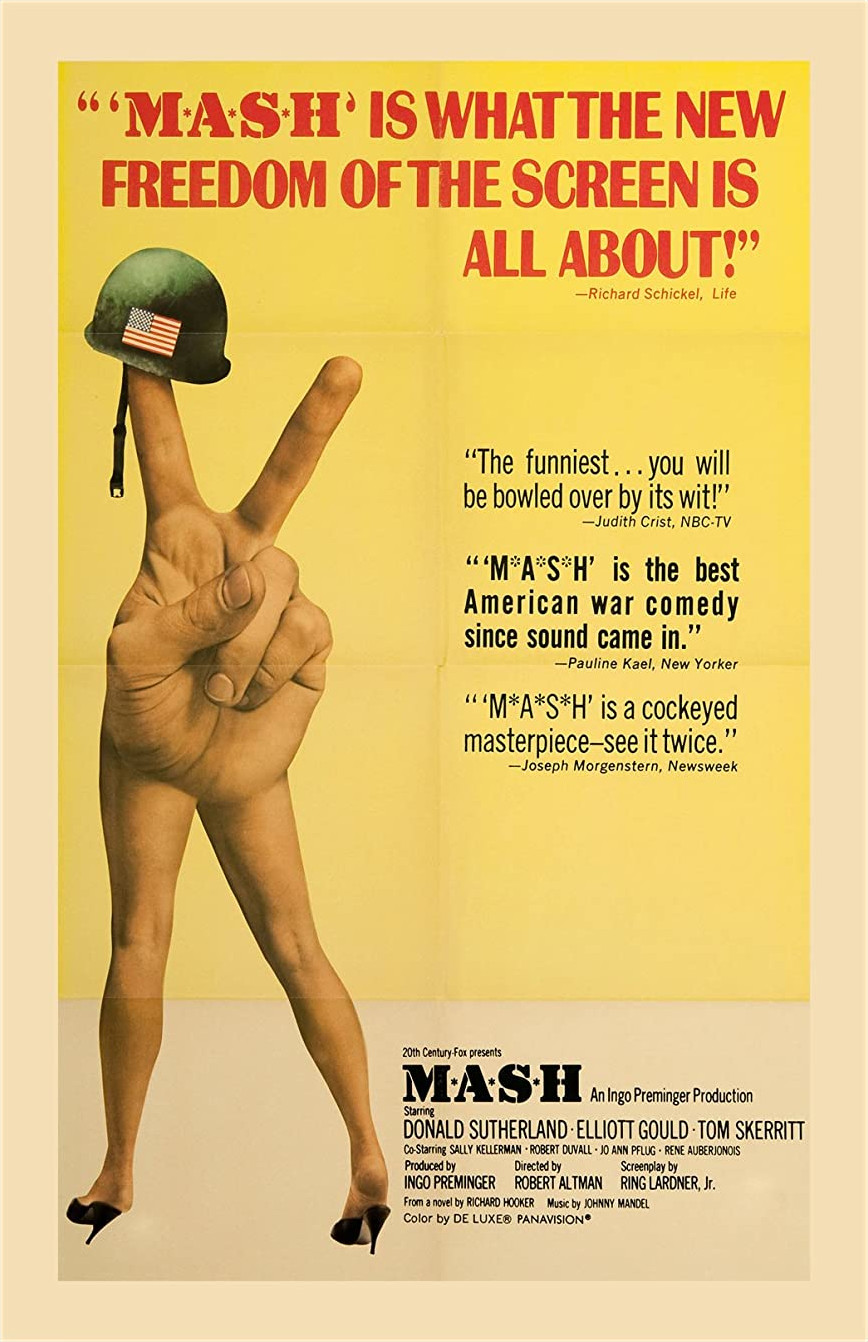 “‘M*A*S*H’ IS WHAT THE NEW
FREEDOM OF THE SCREEN IS
ALL ABOUT!”
—Richard Schickel, Life
“The funniest...you will
be bowled over by its wit!”
—Judith Crist, NBC-TV
“‘M*A*S*H’ is the best
American war comedy
since sound came in.”
—Pauline Kael, New Yorker
“‘M*A*S*H’ is a cockeyed
masterpiece–see it twice.”
—Joseph Morgenstern, Newsweek
20th Century-Fox presents
M*A*S*H An Ingo Preminger Production
Starring
DONALD SUTHERLAND · ELLIOTT GOULD · TOM SKERRITT
Co-Starring SALLY KELLERMAN · ROBERT DUVALL · JO ANN PFLUG · RENE AUBERJONOIS
Produced by Directed by Screenplay by
INGO PREMINGER ROBERT ALTMAN RING LARDNER, Jr.
From a novel by RICHARD HOOKER Music by JOHNNY MANDEL
Color by DE LUXE® PANAVISION®